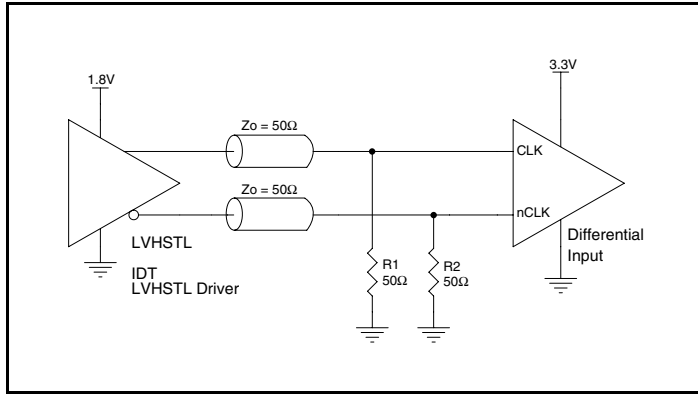 1.8V
3.3V
Zo = 50Ω
CLK
Zo = 50Ω
nCLK
LVHSTL
IDT
LVHSTL Driver
R1
50Ω
R2
50Ω
Differential
Input